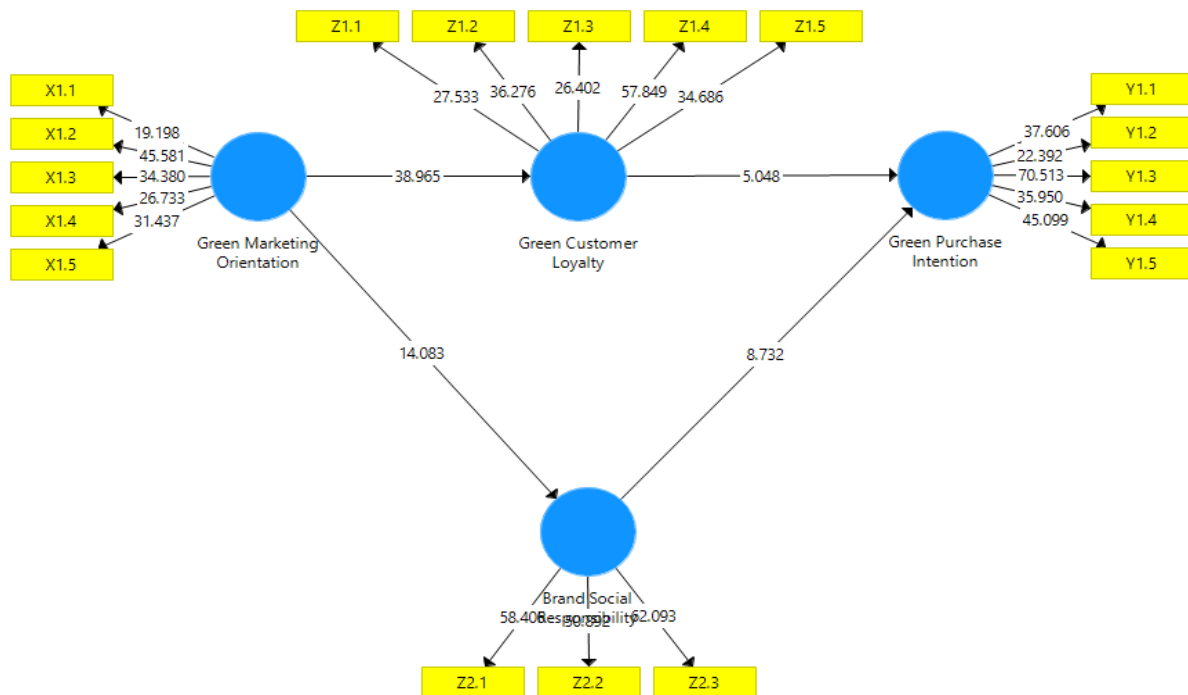 Z1.1
Z1.2
Z1.3
Z1.4
Z1.5
27.533
36.276
26.402
57.849
34.686
X1.1
X1.2
X1.3
X1.4
X1.5
19.198
45.581
34.380
26.733
31.437
Green Marketing
Orientation
38.965
Green Customer
Loyalty
5.048
Green Purchase
Intention
37.606
22.392
70.513
35.950
45.099
Y1.1
Y1.2
Y1.3
Y1.4
Y1.5
14.083
8.732
Brand Social
Responsibility
62.093
Z2.1
Z2.2
Z2.3